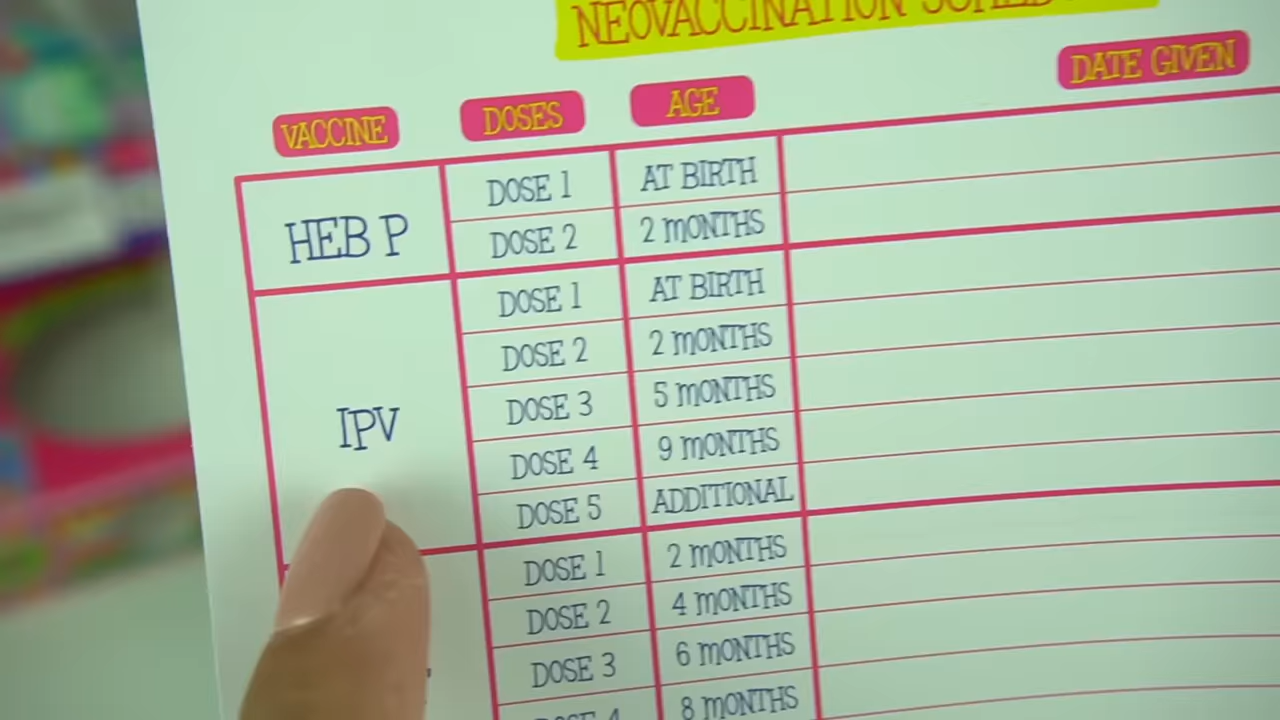 NEOVACCINATION
VACCINE DOSES AGE DATE GIVEN
HEB P
DOSE 1 AT BIRTH
DOSE 2 2 MONTHS
IPV
DOSE 1 AT BIRTH
DOSE 2 2 MONTHS
DOSE 3 5 MONTHS
DOSE 4 9 MONTHS
DOSE 5 ADDITIONAL
DOSE 1 2 MONTHS
DOSE 2 4 MONTHS
DOSE 3 6 MONTHS
DOSE 4 8 MONTHS